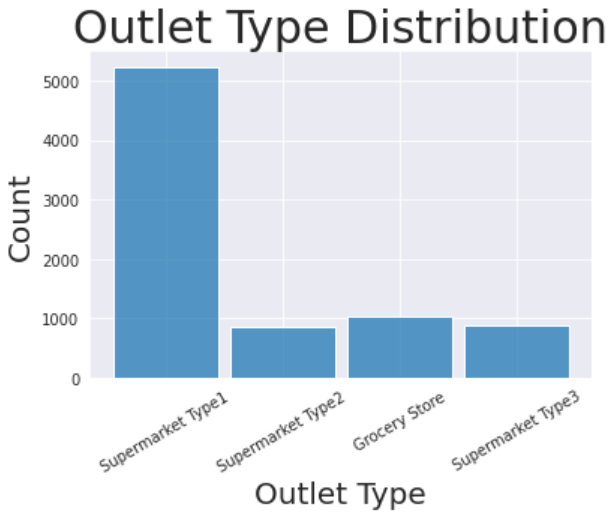 Outlet Type Distribution
5000
4000
3000
2000
1000
0
Count
Supermarket Type1
Supermarket Type2
Grocery Store
Supermarket Type3
Outlet Type